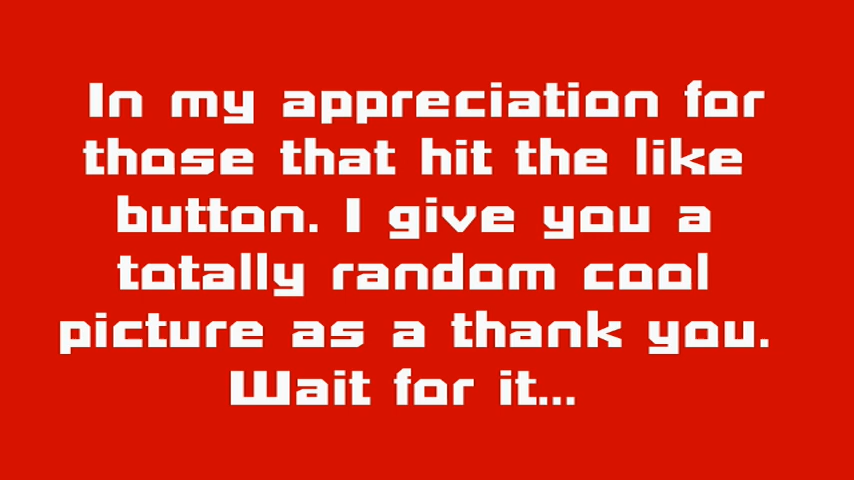 In my appreciation for
those that hit the like
button. I give you a
totally random cool
picture as a thank you.
Wait for it...